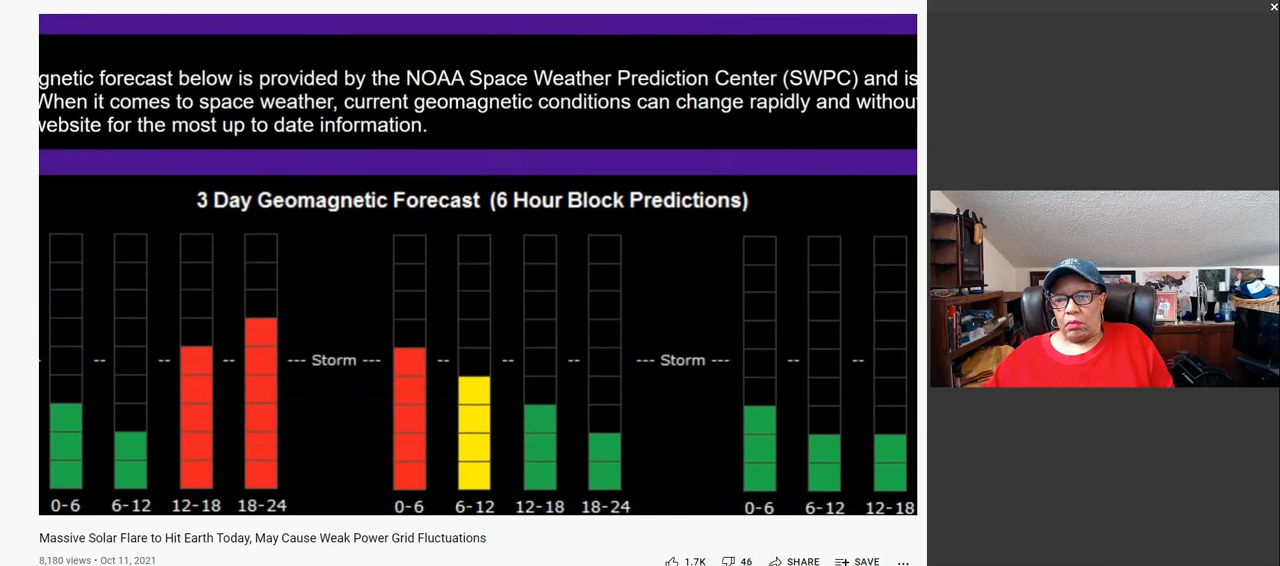 gnetic forecast below is provided by the NOAA Space Weather Prediction Center (SWPC) and is
When it comes to space weather, current geomagnetic conditions can change rapidly and withou
website for the most up to date information.
3 Day Geomagnetic Forecast (6 Hour Block Predictions)
-- -- -- --- Storm --- -- -- -- --- Storm --- -- --
0-6 6-12 12-18 18-24 0-6 6-12 12-18 18-24 0-6 6-12 12-18
Massive Solar Flare to Hit Earth Today, May Cause Weak Power Grid Fluctuations
8,180 views • Oct 11, 2021 1.7K 46 SHARE SAVE ...